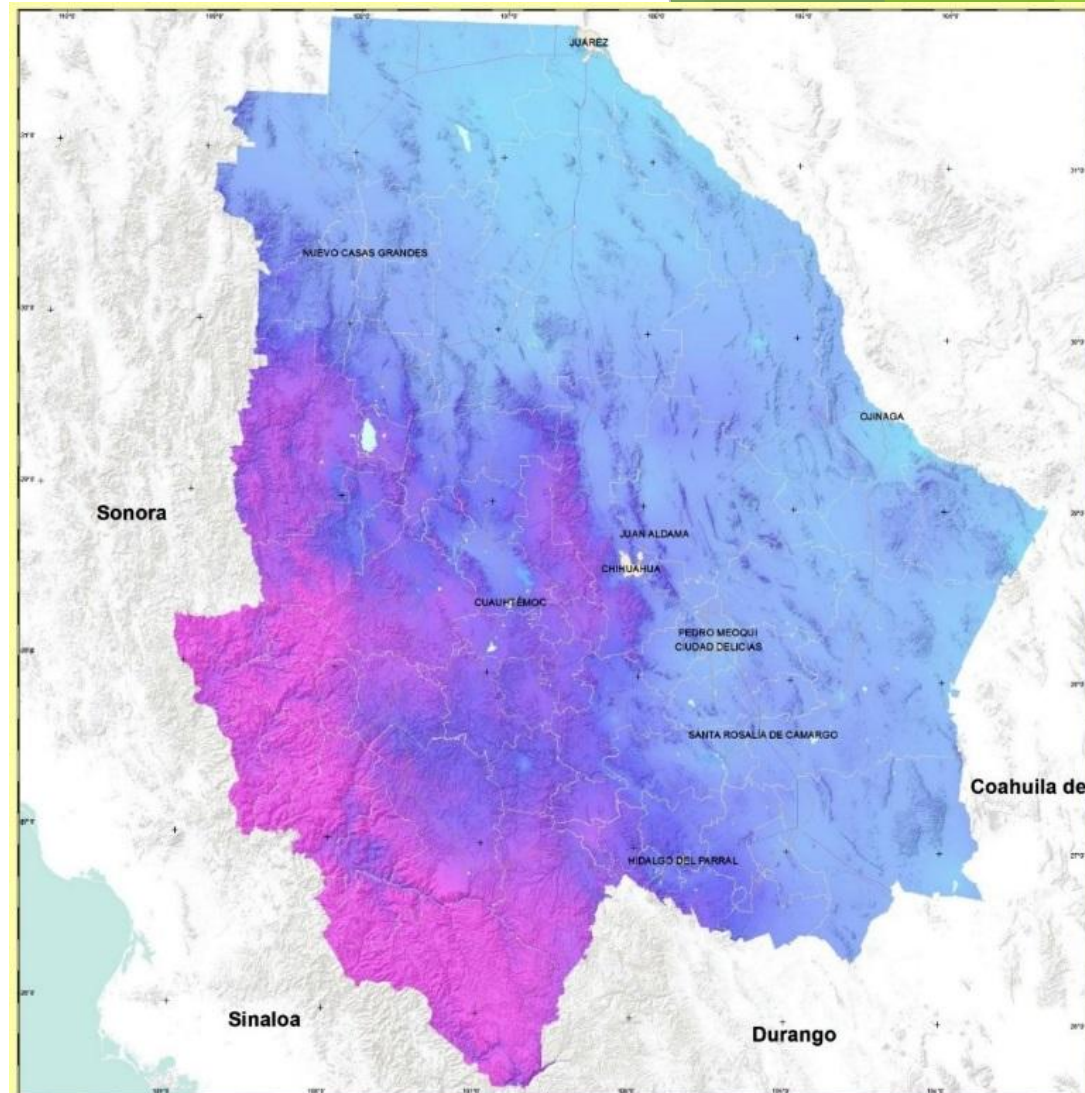 JUÁREZ
NUEVO CASAS GRANDES
OJINAGA
Sonora
JUAN ALDAMA
CHIHUAHUA
CUAUHTÉMOC
PEDRO MEOQUI
CIUDAD DELICIAS
SANTA ROSALÍA DE CAMARGO
Coahuila de
HIDALGO DEL PARRAL
Sinaloa
Durango